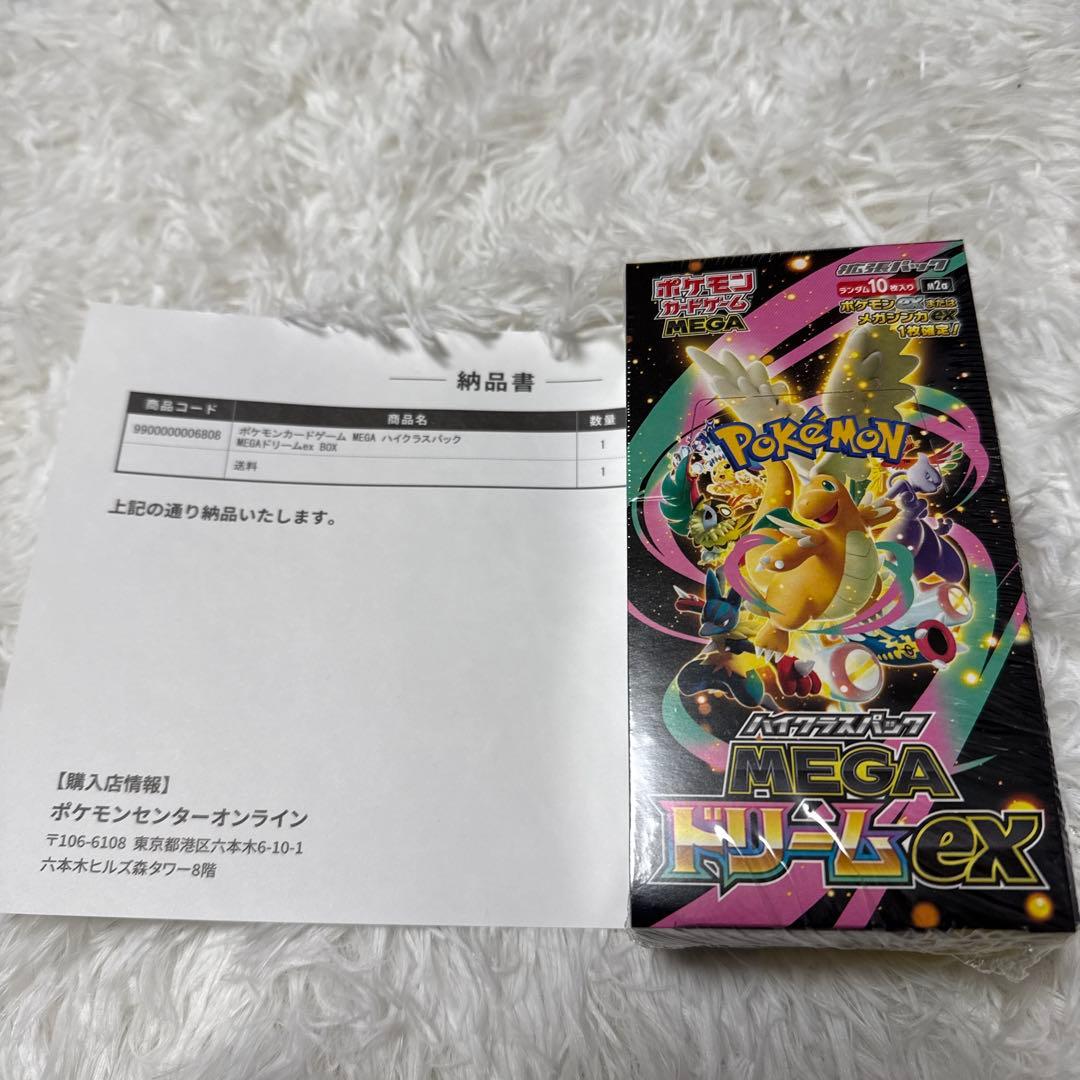 納品書
商品コード 商品名 数量
9900000006808 ポケモンカードゲーム MEGA ハイクラスパック
MEGAドリームex BOX 1
送料 1
上記の通り納品いたします。
【購入店情報】
ポケモンセンターオンライン
〒106-6108 東京都港区六本木6-10-1
六本木ヒルズ森タワー8階
拡張パック
ポケモン
カードゲーム
MEGA
ランダム10枚入り M2a
ポケモンexまたは
メガシンカex
1枚確定!
POKéMON
ハイクラスパック
MEGA
ドリームex